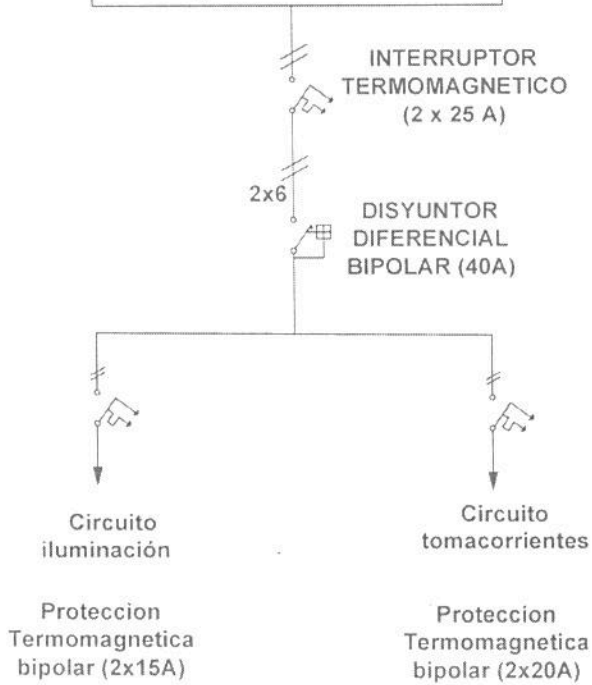 INTERRUPTOR
TERMOMAGNETICO
(2 x 25 A)
2x6
DISYUNTOR
DIFERENCIAL
BIPOLAR (40A)
Circuito
iluminación
Circuito
tomacorrientes
Proteccion
Termomagnetica
bipolar (2x15A)
Proteccion
Termomagnetica
bipolar (2x20A)